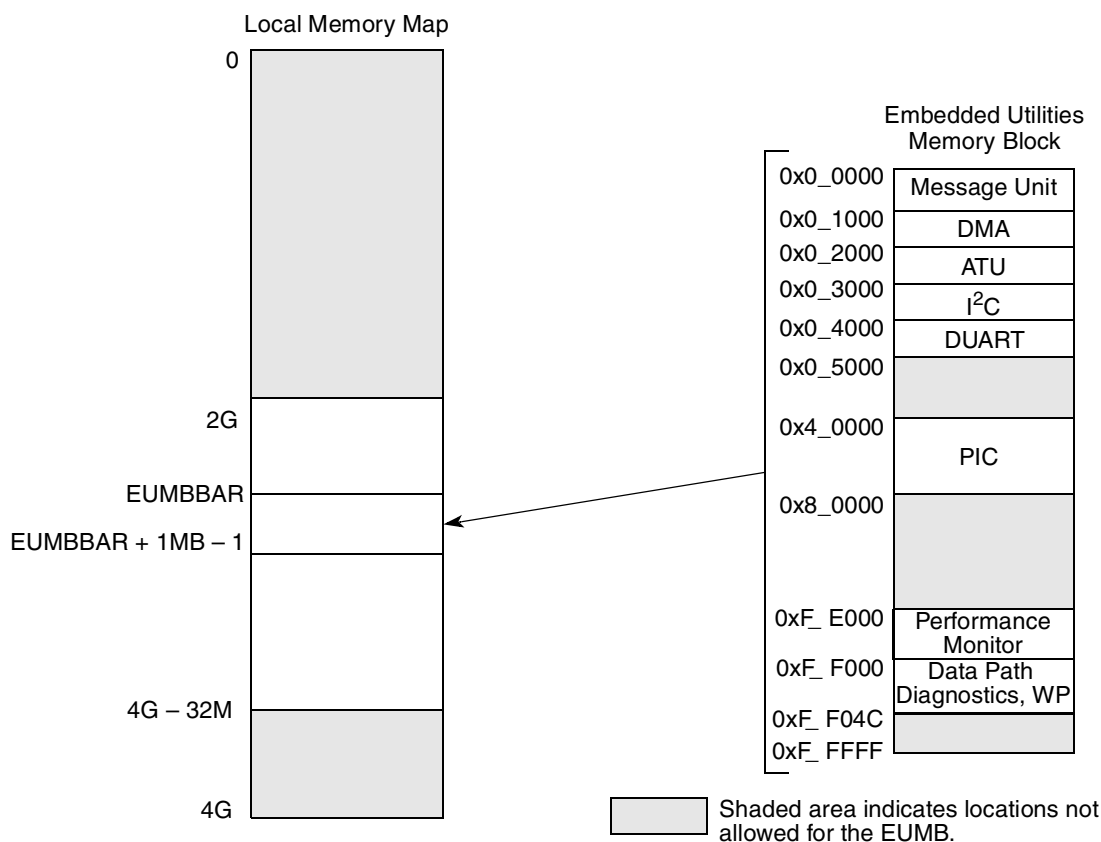 Local Memory Map
0
2G
EUMBBAR
EUMBBAR + 1MB – 1
4G – 32M
4G
Embedded Utilities
Memory Block
0x0_0000
Message Unit
0x0_1000
DMA
0x0_2000
ATU
0x0_3000
I²C
0x0_4000
DUART
0x0_5000
0x4_0000
PIC
0x8_0000
0xF_ E000
Performance
Monitor
0xF_ F000
Data Path
Diagnostics, WP
0xF_ F04C
0xF_ FFFF
Shaded area indicates locations not
allowed for the EUMB.